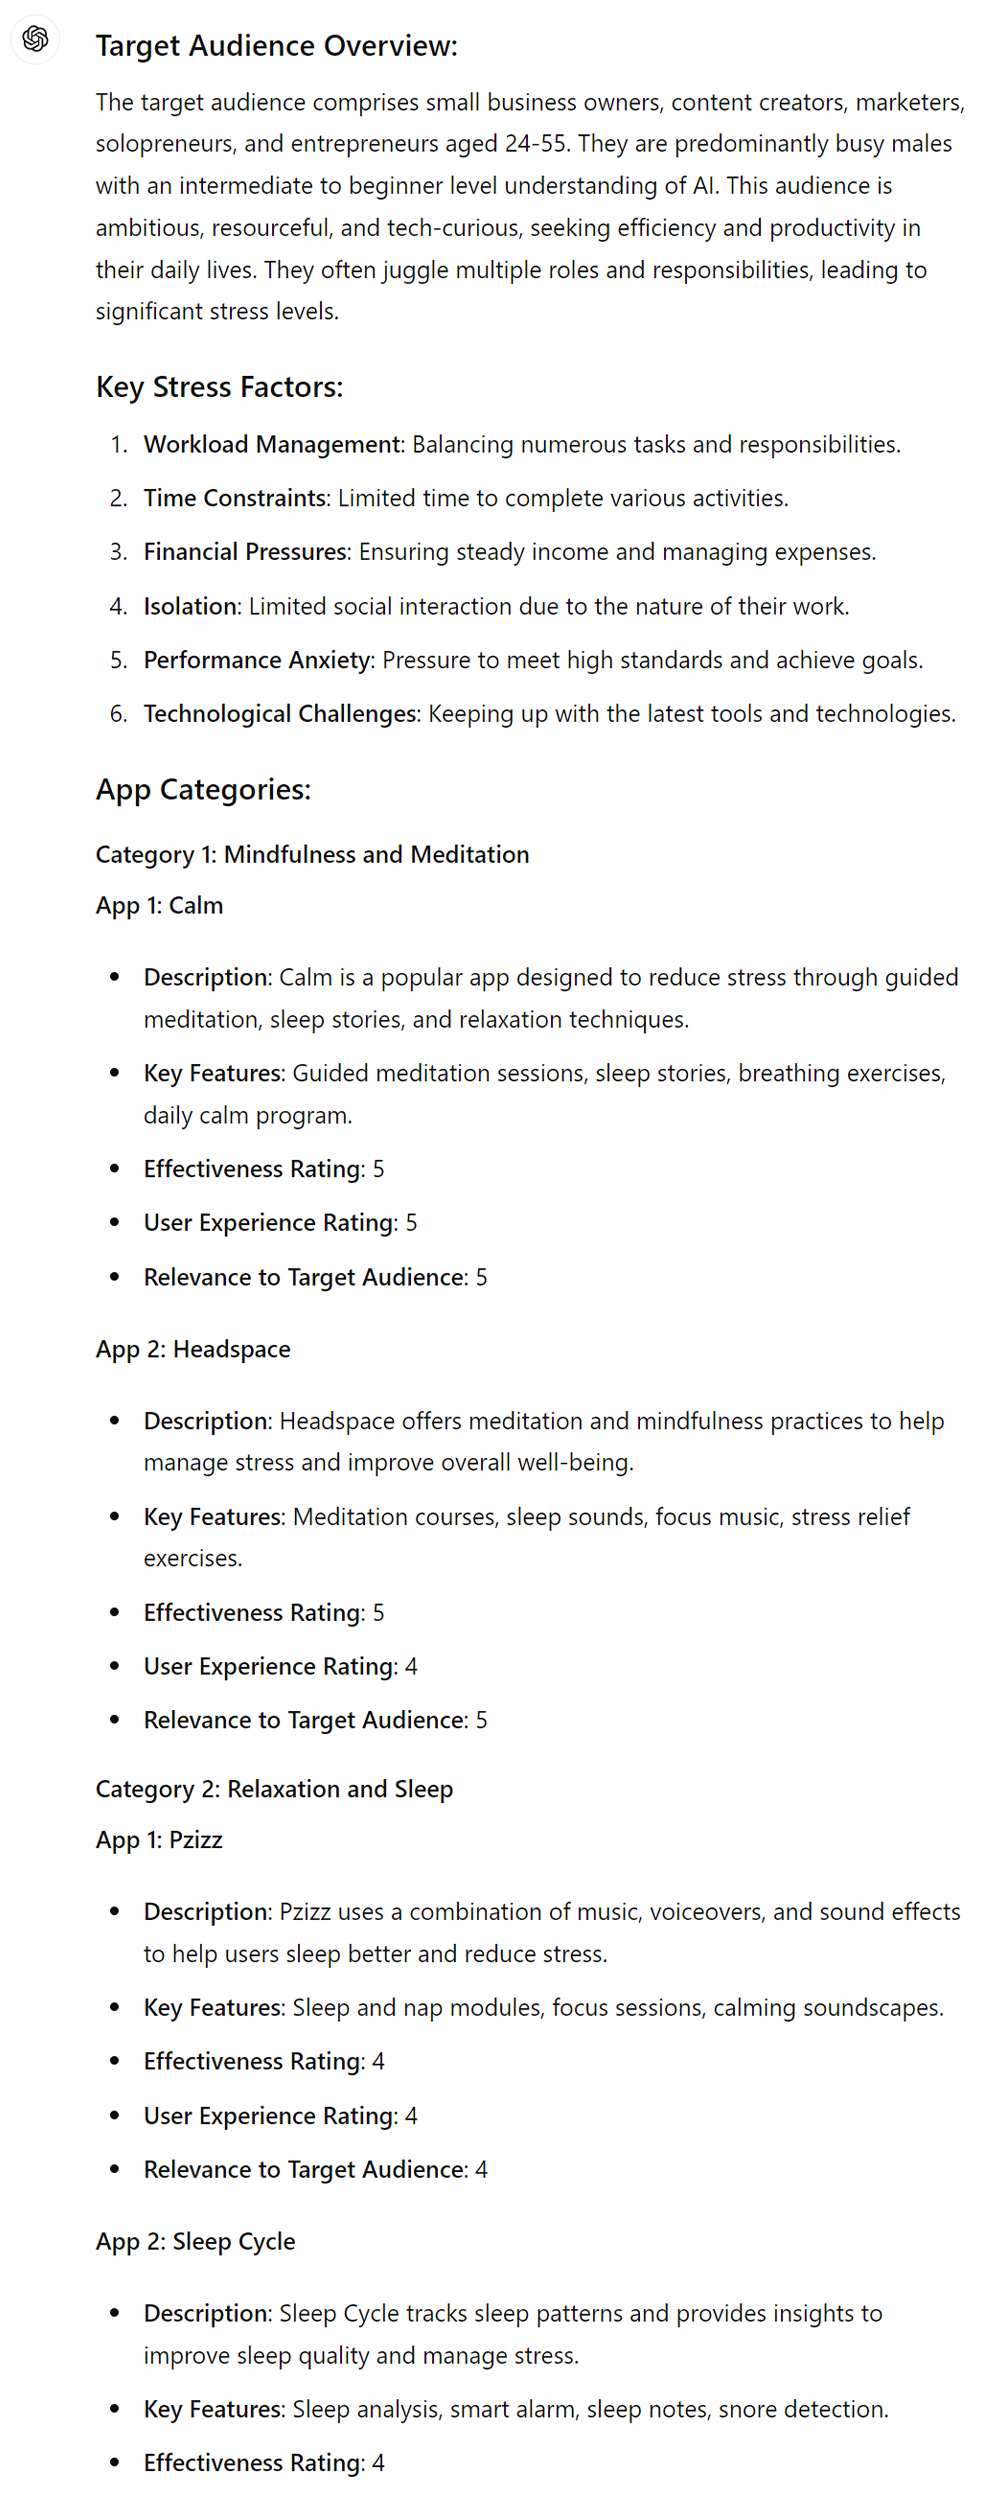 Target Audience Overview:
The target audience comprises small business owners, content creators, marketers,
solopreneurs, and entrepreneurs aged 24-55. They are predominantly busy males
with an intermediate to beginner level understanding of AI. This audience is
ambitious, resourceful, and tech-curious, seeking efficiency and productivity in
their daily lives. They often juggle multiple roles and responsibilities, leading to
significant stress levels.
Key Stress Factors:
1. Workload Management: Balancing numerous tasks and responsibilities.
2. Time Constraints: Limited time to complete various activities.
3. Financial Pressures: Ensuring steady income and managing expenses.
4. Isolation: Limited social interaction due to the nature of their work.
5. Performance Anxiety: Pressure to meet high standards and achieve goals.
6. Technological Challenges: Keeping up with the latest tools and technologies.
App Categories:
Category 1: Mindfulness and Meditation
App 1: Calm
• Description: Calm is a popular app designed to reduce stress through guided
meditation, sleep stories, and relaxation techniques.
• Key Features: Guided meditation sessions, sleep stories, breathing exercises,
daily calm program.
• Effectiveness Rating: 5
• User Experience Rating: 5
• Relevance to Target Audience: 5
App 2: Headspace
• Description: Headspace offers meditation and mindfulness practices to help
manage stress and improve overall well-being.
• Key Features: Meditation courses, sleep sounds, focus music, stress relief
exercises.
• Effectiveness Rating: 5
• User Experience Rating: 4
• Relevance to Target Audience: 5
Category 2: Relaxation and Sleep
App 1: Pzizz
• Description: Pzizz uses a combination of music, voiceovers, and sound effects
to help users sleep better and reduce stress.
• Key Features: Sleep and nap modules, focus sessions, calming soundscapes.
• Effectiveness Rating: 4
• User Experience Rating: 4
• Relevance to Target Audience: 4
App 2: Sleep Cycle
• Description: Sleep Cycle tracks sleep patterns and provides insights to
improve sleep quality and manage stress.
• Key Features: Sleep analysis, smart alarm, sleep notes, snore detection.
• Effectiveness Rating: 4